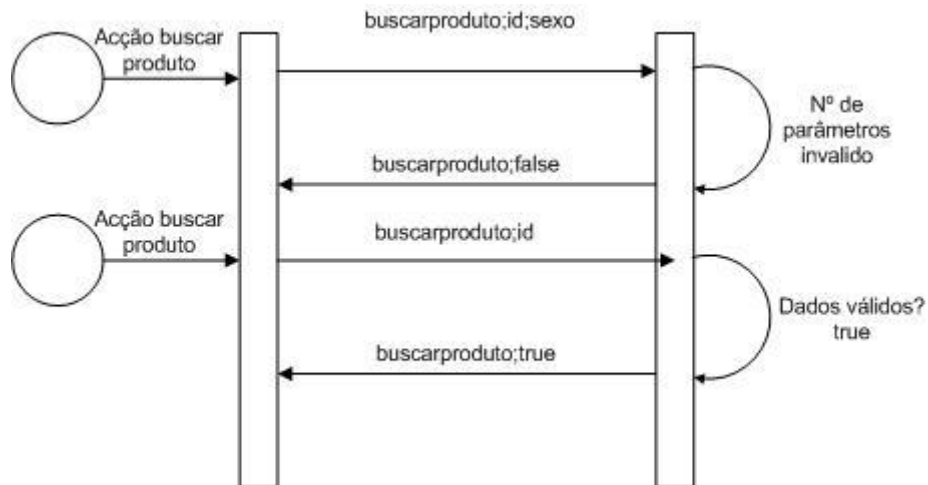 buscarproduto;id;sexo
Acção buscar
produto
Nº de
parâmetros
invalido
buscarproduto;false
Acção buscar
produto
buscarproduto;id
Dados válidos?
true
buscarproduto;true